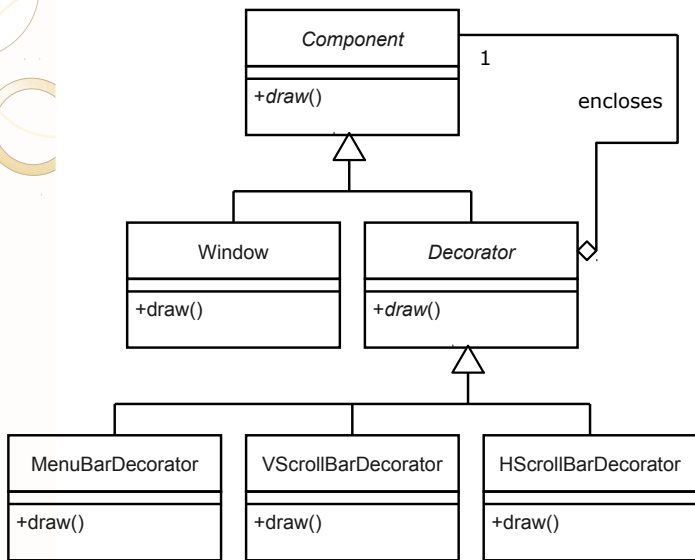 Component
+draw()
1
encloses
Window
+draw()
Decorator
+draw()
MenuBarDecorator
+draw()
VScrollBarDecorator
+draw()
HScrollBarDecorator
+draw()